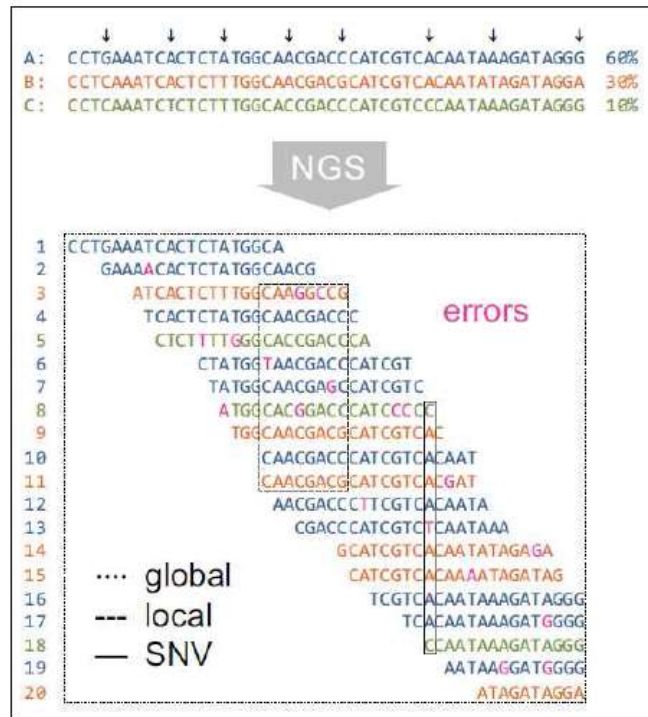 A: CCTGAAATCACTCTATGGCAACGACCCATCGTCACAATAAAGATAGGG 60%
B: CCTCAAATCACTCTTTGGCAACGACGCATCGTCACAATATAGATAGGA 30%
C: CCTCAAATCTCTCTTTGGCACCGACCCATCGTCCCAATAAAGATAGGG 10%
NGS
1 CCTGAAATCACTCTATGGCA
2 GAAAACACTCTATGGCAACG
3 ATCACTCTTTGGCAAGGCCG
errors
4 TCACTCTATGGCAACGACCC
5 CTCTTTTGGGCACCGACCCA
6 CTATGGTAACGACCCATCGT
7 TATGGCAACGAGCCATCGTC
8 ATGGCACGGACCCATCCCCC
9 TGGCAACGACGCATCGTCAC
10 CAACGACCCATCGTCACAAT
11 CAACGACGCATCGTCACGAT
12 AACGACCCTTCGTCACAATA
13 CGACCCATCGTCTCAATAAA
14 GCATCGTCACAATATAGAGA
15 CATCGTCACAAAATAGATAG
16 TCGTCACAATAAAGATAGGG
17 TCACAATAAAGATGGGG
18 CCAATAAAGATAGGG
19 AATAAGGATGGGG
20 ATAGATAGGA
global
local
SNV